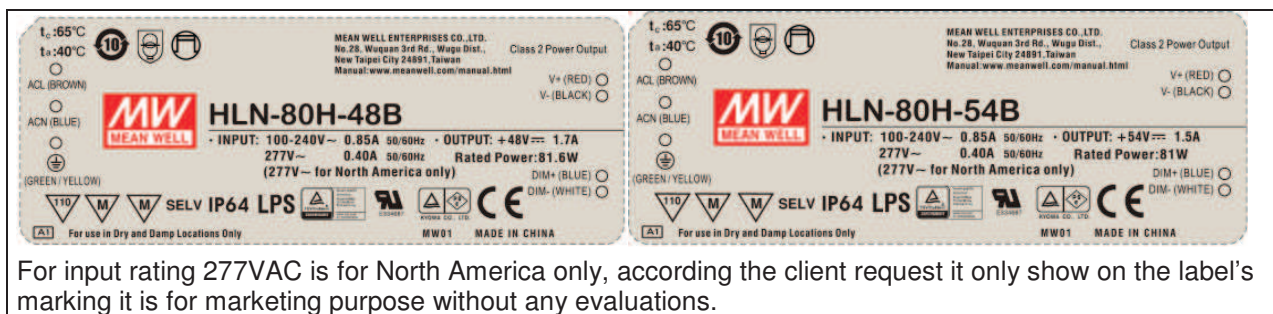 tc:65°C
ta:40°C
10
MEAN WELL ENTERPRISES CO.,LTD.
No.28, Wuquan 3rd Rd., Wugu Dist.,
New Taipei City 24891,Taiwan
Manual:www.meanwell.com/manual.html
Class 2 Power Output
ACL (BROWN)
V+ (RED)
V- (BLACK)
ACN (BLUE)
MW
MEAN WELL
HLN-80H-48B
· INPUT: 100-240V~ 0.85A 50/60Hz · OUTPUT: +48V⎓ 1.7A
277V~ 0.40A 50/60Hz Rated Power:81.6W
(277V~ for North America only)
DIM+ (BLUE)
DIM- (WHITE)
(GREEN/YELLOW)
110 M M SELV IP64 LPS CE
KYOWA CO., LTD.
A1 For use in Dry and Damp Locations Only MW01 MADE IN CHINA
tc:65°C
ta:40°C
10
MEAN WELL ENTERPRISES CO.,LTD.
No.28, Wuquan 3rd Rd., Wugu Dist.,
New Taipei City 24891,Taiwan
Manual:www.meanwell.com/manual.html
Class 2 Power Output
ACL (BROWN)
V+ (RED)
V- (BLACK)
ACN (BLUE)
MW
MEAN WELL
HLN-80H-54B
· INPUT: 100-240V~ 0.85A 50/60Hz · OUTPUT: +54V⎓ 1.5A
277V~ 0.40A 50/60Hz Rated Power:81W
(277V~ for North America only)
DIM+ (BLUE)
DIM- (WHITE)
(GREEN/YELLOW)
110 M M SELV IP64 LPS CE
KYOWA CO., LTD.
A1 For use in Dry and Damp Locations Only MW01 MADE IN CHINA
For input rating 277VAC is for North America only, according the client request it only show on the label's
marking it is for marketing purpose without any evaluations.